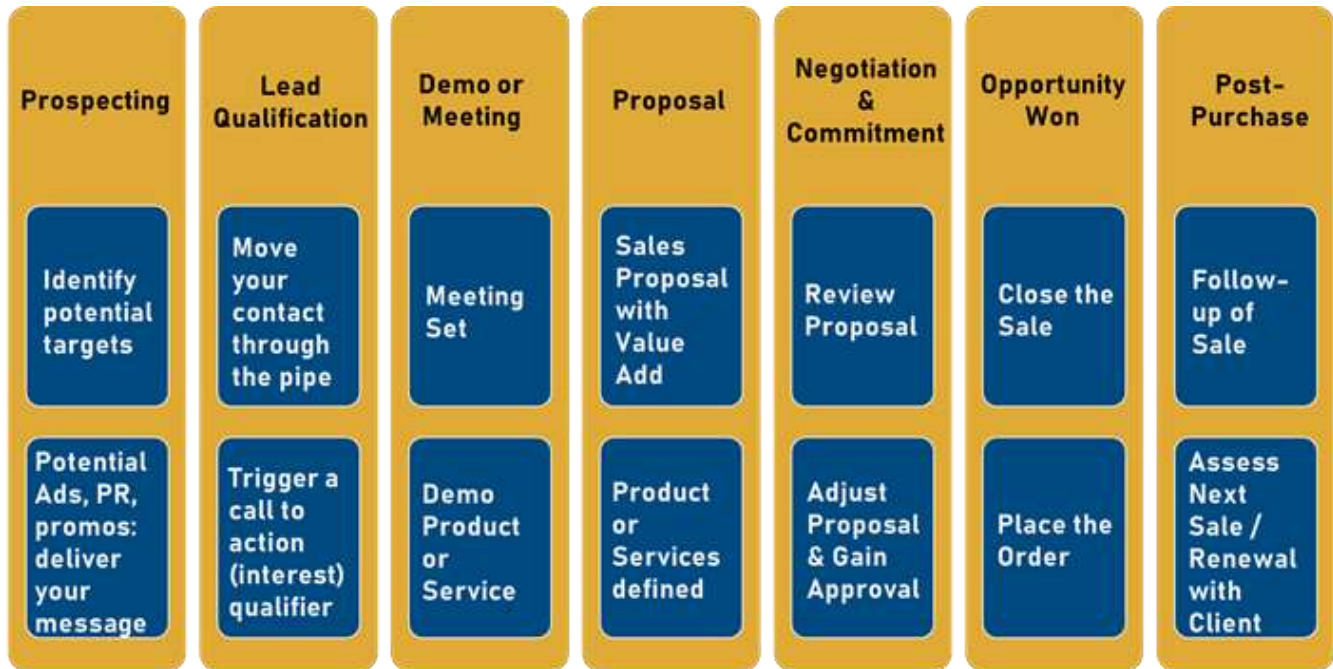 Prospecting
Identify
potential
targets
Potential
Ads, PR,
promos:
deliver
your
message
Lead
Qualification
Move
your
contact
through
the pipe
Trigger a
call to
action
(interest)
qualifier
Demo or
Meeting
Meeting
Set
Demo
Product
or
Service
Proposal
Sales
Proposal
with
Value
Add
Product
or
Services
defined
Negotiation
&
Commitment
Review
Proposal
Adjust
Proposal
& Gain
Approval
Opportunity
Won
Close the
Sale
Place the
Order
Post-
Purchase
Follow-
up of
Sale
Assess
Next
Sale /
Renewal
with
Client